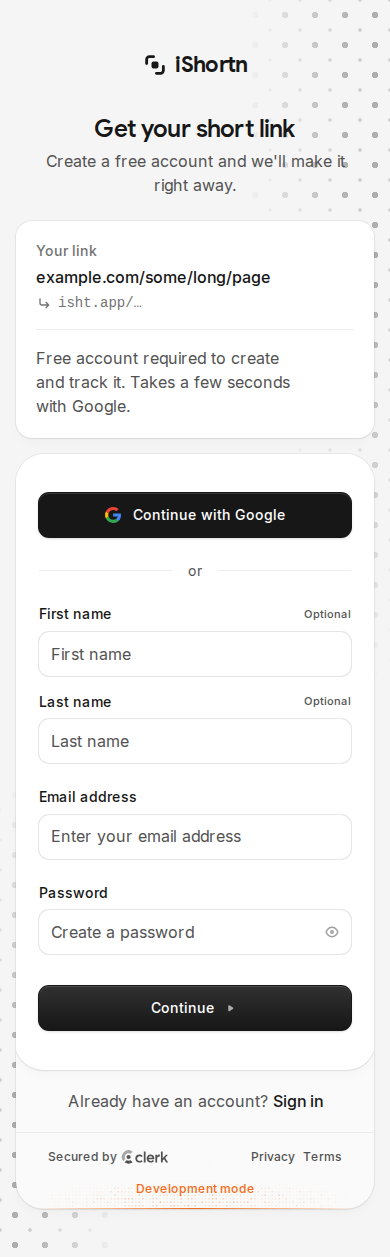 iShortn
Get your short link
Create a free account and we'll make it
right away.
Your link
example.com/some/long/page
isht.app/…
Free account required to create
and track it. Takes a few seconds
with Google.
Continue with Google
or
First name Optional
First name
Last name Optional
Last name
Email address
Enter your email address
Password
Create a password
Continue
Already have an account? Sign in
Secured by clerk Privacy Terms
Development mode